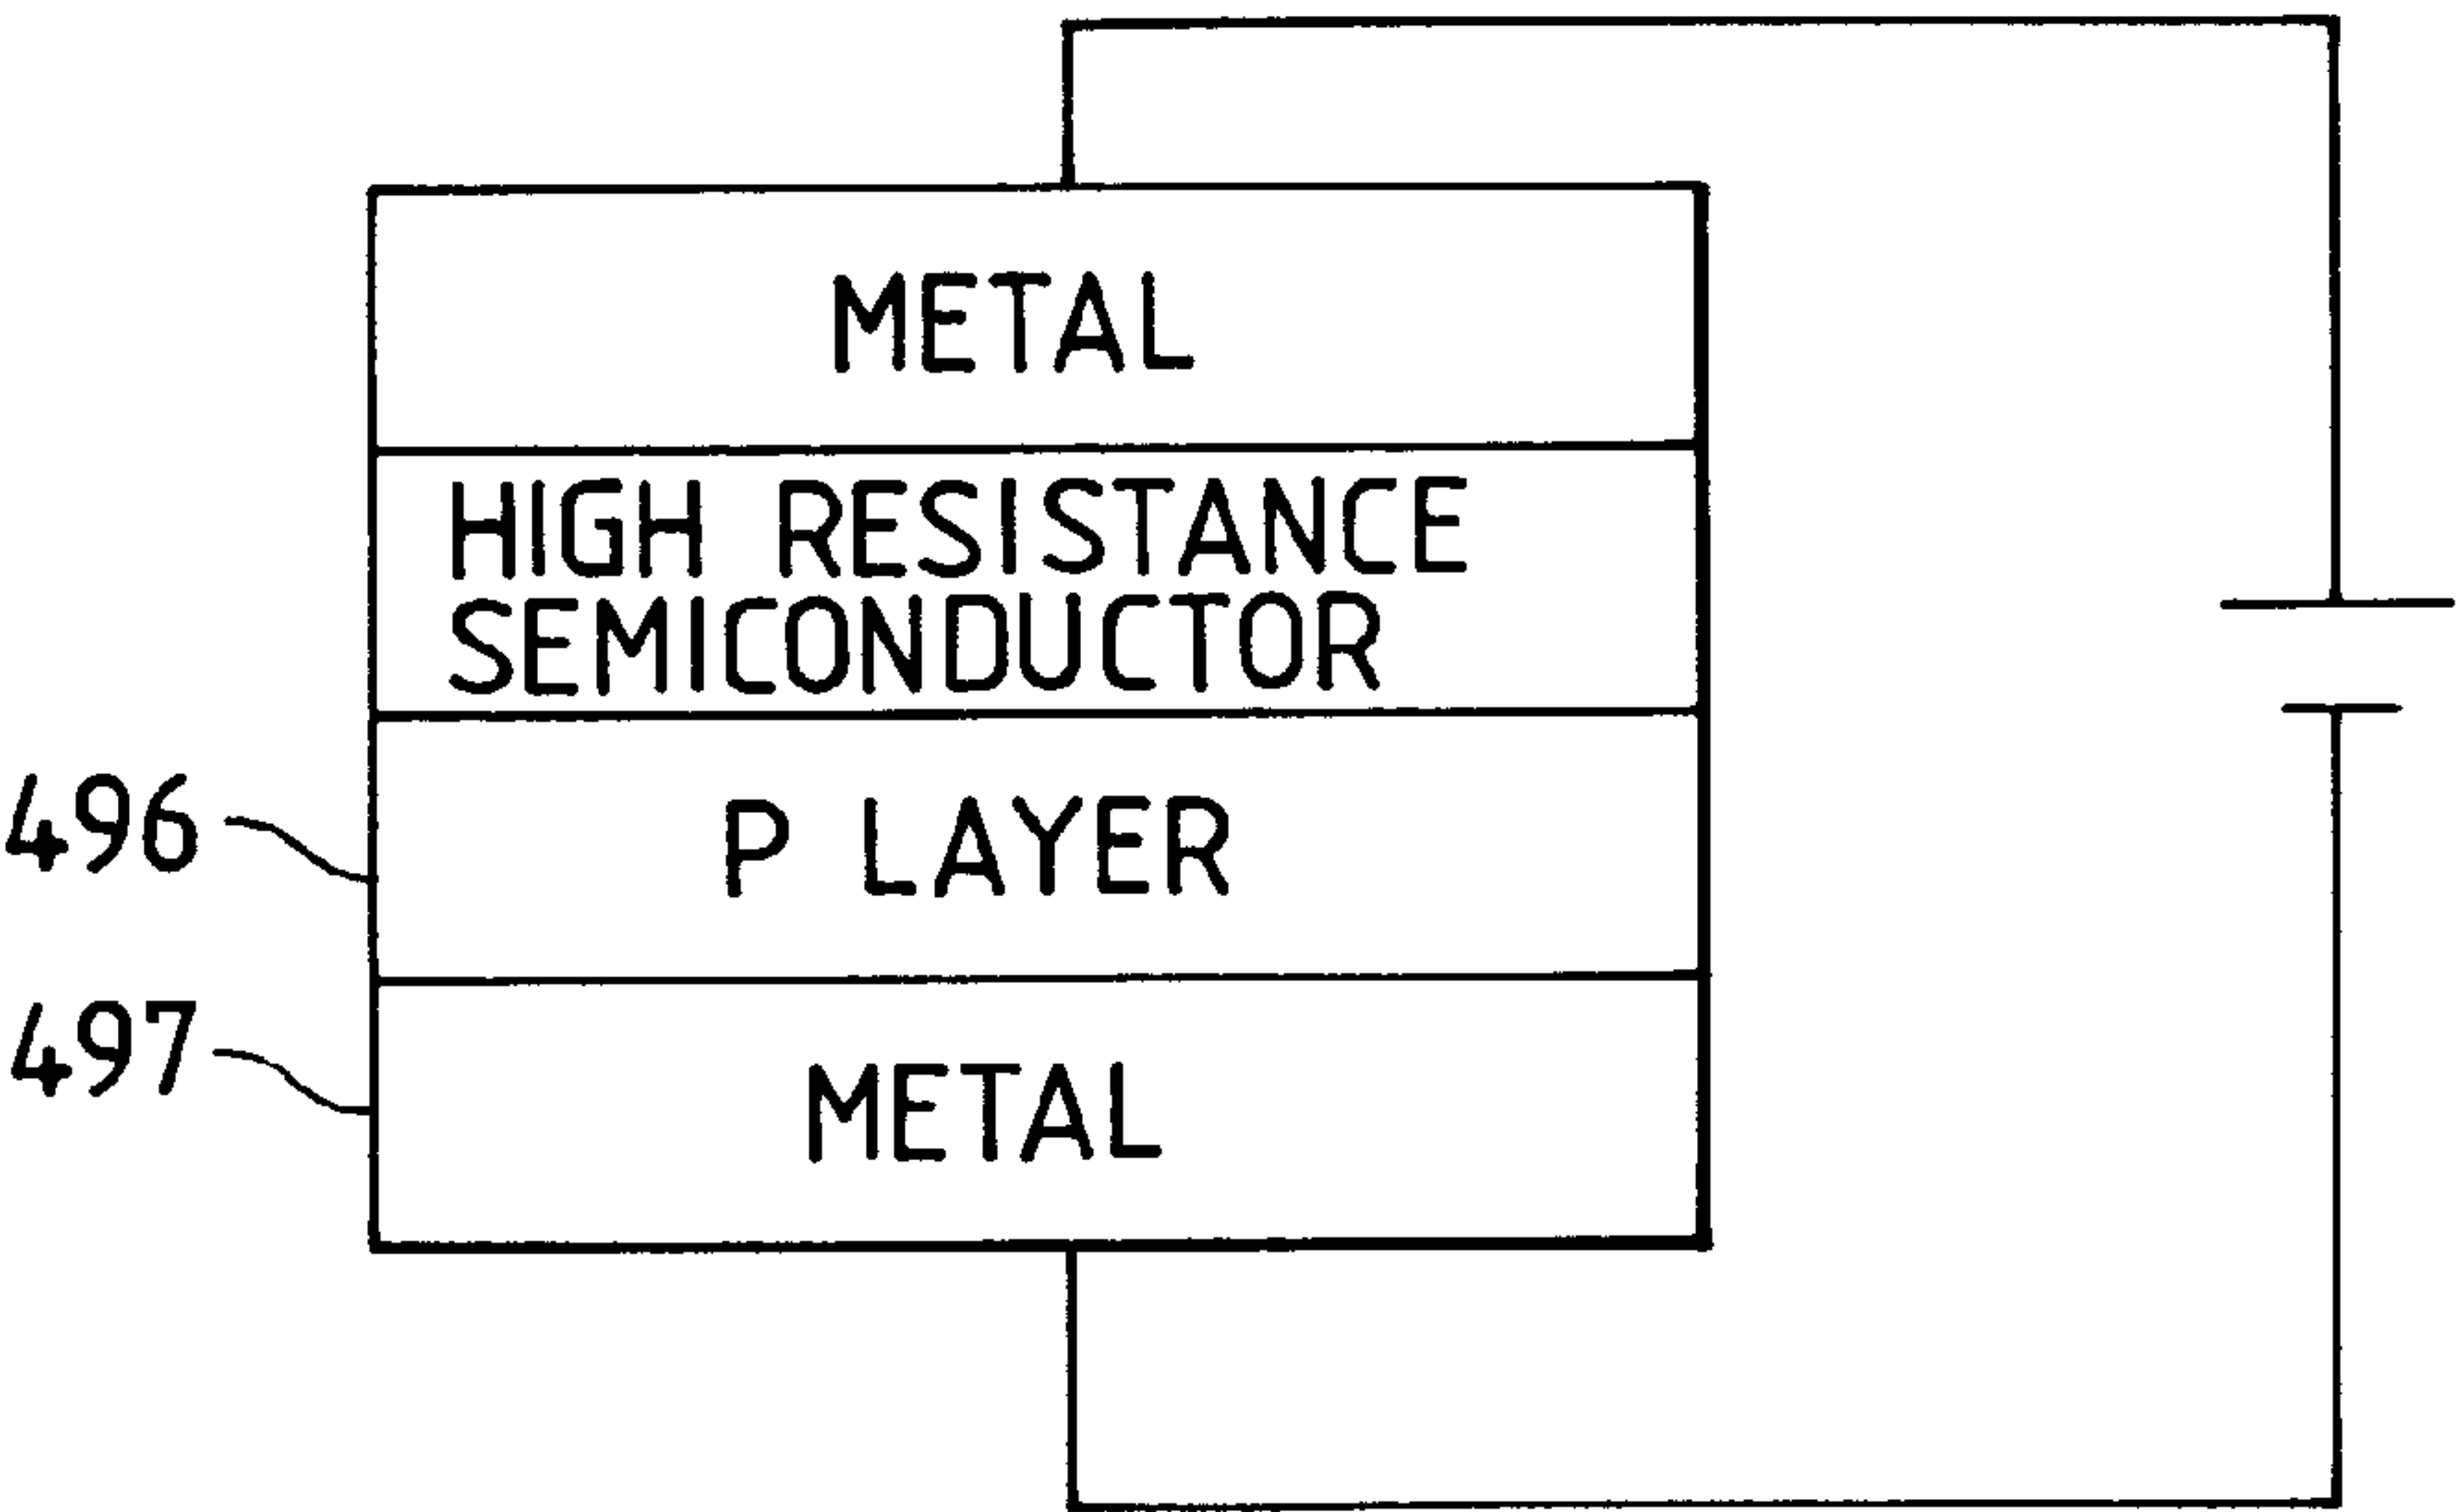 METAL
HIGH RESISTANCE
SEMICONDUCTOR
496
P LAYER
497
METAL